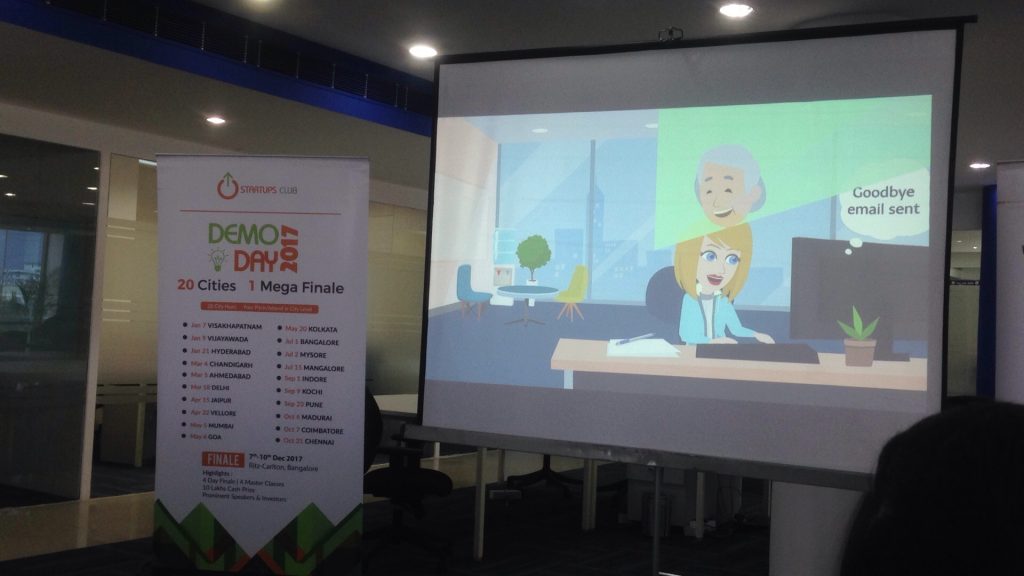 STARTUPS CLUB
DEMO
DAY 2017
20 Cities 1 Mega Finale
Jan 7 VISAKHAPATNAM
Jan 9 VIJAYAWADA
Jan 21 HYDERABAD
Mar 4 CHANDIGARH
Mar 5 AHMEDABAD
Mar 18 DELHI
Apr 15 JAIPUR
Apr 22 VELLORE
May 5 MUMBAI
May 6 GOA
May 20 KOLKATA
Jul 1 BANGALORE
Jul 2 MYSORE
Jul 15 MANGALORE
Sep 1 INDORE
Sep 9 KOCHI
Sep 23 PUNE
Oct 6 MADURAI
Oct 7 COIMBATORE
Oct 21 CHENNAI
FINALE 7th-10th Dec 2017
Ritz-Carlton, Bangalore
Highlights :
4 Day Finale | 4 Master Classes
10 Lakhs Cash Prize
Prominent Speakers & Investors
Goodbye
email sent